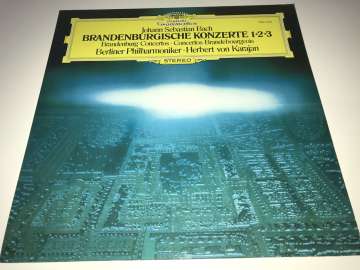 Johann Sebastian Bach
BRANDENBURGISCHE KONZERTE 1·2·3
Brandenburg Concertos · Concertos Brandebourgeois
Berliner Philharmoniker · Herbert von Karajan
STEREO